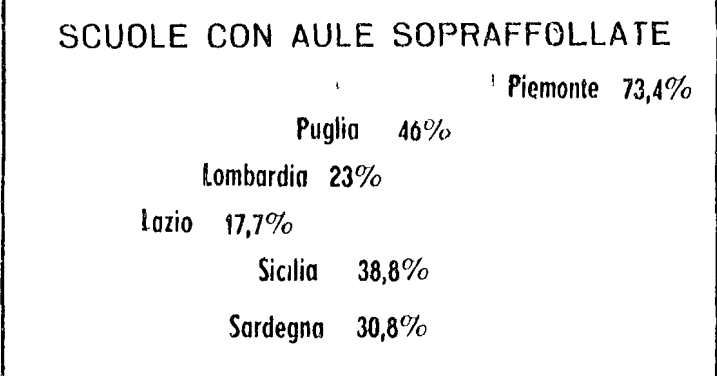 SCUOLE CON AULE SOPRAFFOLLATE
Piemonte 73,4%
Puglia 46%
Lombardia 23%
Lazio 17,7%
Sicilia 38,8%
Sardegna 30,8%